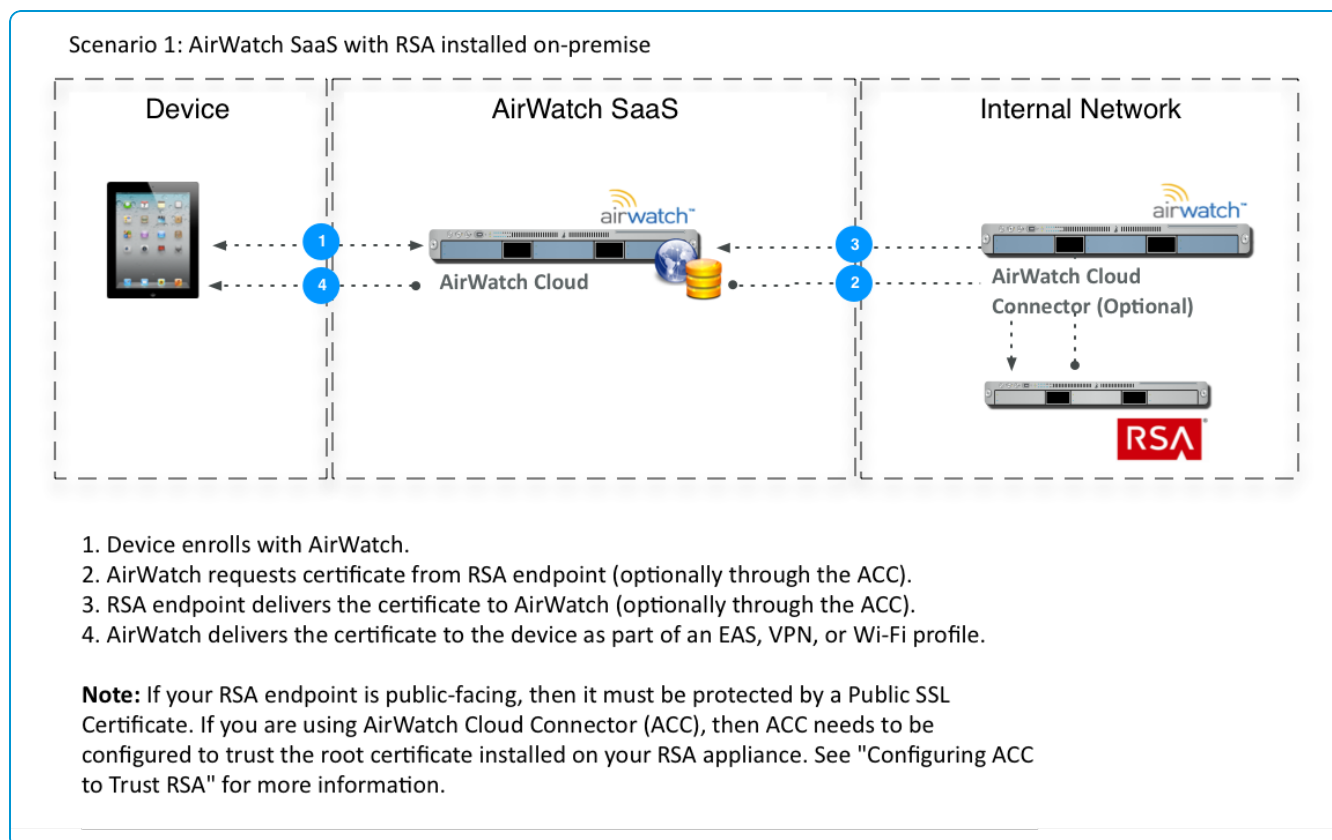 Scenario 1: AirWatch SaaS with RSA installed on-premise
Device
AirWatch SaaS
Internal Network
airwatch™
airwatch™
1
3
4
2
AirWatch Cloud
AirWatch Cloud
Connector (Optional)
RSA
1. Device enrolls with AirWatch.
2. AirWatch requests certificate from RSA endpoint (optionally through the ACC).
3. RSA endpoint delivers the certificate to AirWatch (optionally through the ACC).
4. AirWatch delivers the certificate to the device as part of an EAS, VPN, or Wi-Fi profile.
Note: If your RSA endpoint is public-facing, then it must be protected by a Public SSL
Certificate. If you are using AirWatch Cloud Connector (ACC), then ACC needs to be
configured to trust the root certificate installed on your RSA appliance. See "Configuring ACC
to Trust RSA" for more information.